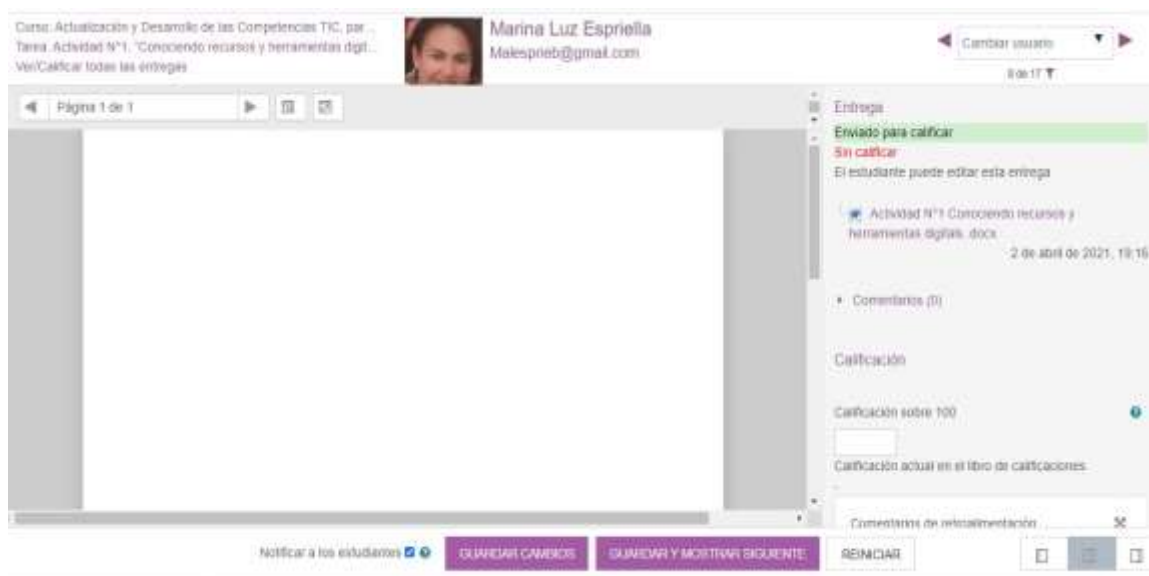 Curso: Actualización y Desarrollo de las Competencias TIC, par...
Tarea: Actividad N°1. "Conociendo recursos y herramientas digit...
Ver/Calificar todas las entregas
Marina Luz Espriella
Malesprieb@gmail.com
Cambiar usuario
8 de 17
Página 1 de 1
Entrega
Enviado para calificar
Sin calificar
El estudiante puede editar esta entrega
Actividad N°1 Conociendo recursos y
herramientas digitals .docx
2 de abril de 2021, 19:16
Comentarios (0)
Calificación
Calificación sobre 100
Calificación actual en el libro de calificaciones
-
Comentarios de retroalimentación
Notificar a los estudiantes
GUARDAR CAMBIOS
GUARDAR Y MOSTRAR SIGUIENTE
REINICIAR